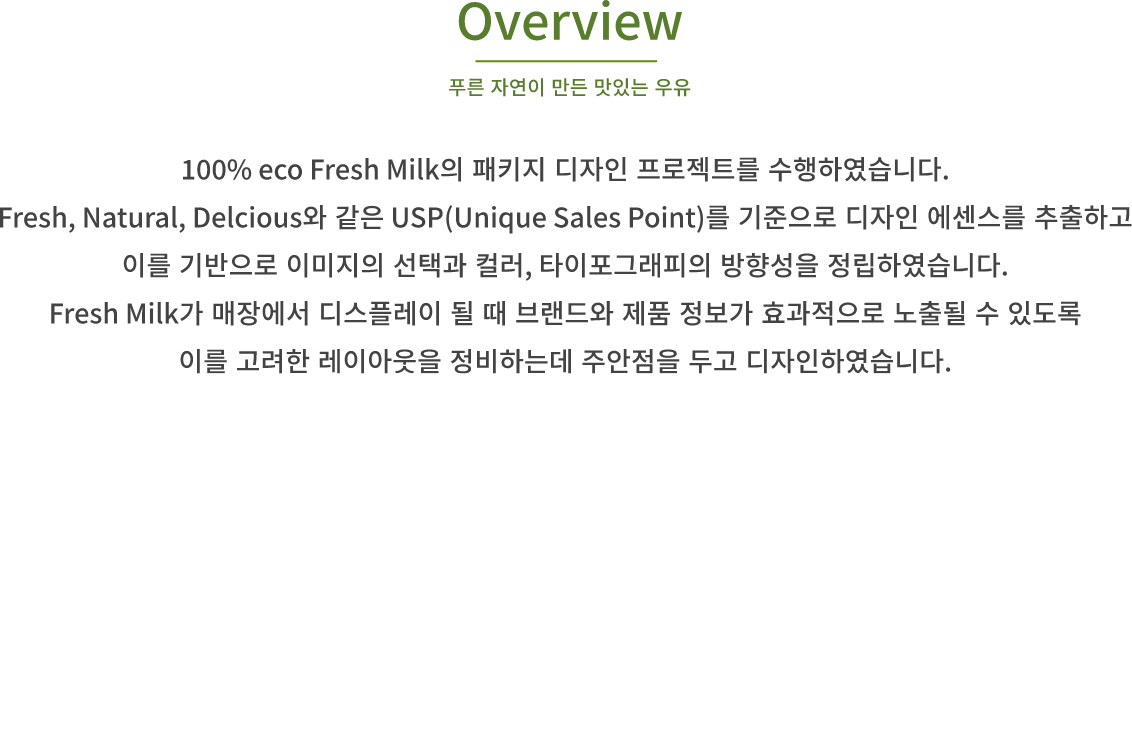 Overview
푸른 자연이 만든 맛있는 우유
100% eco Fresh Milk의 패키지 디자인 프로젝트를 수행하였습니다.
Fresh, Natural, Delcious와 같은 USP(Unique Sales Point)를 기준으로 디자인 에센스를 추출하고
이를 기반으로 이미지의 선택과 컬러, 타이포그래피의 방향성을 정립하였습니다.
Fresh Milk가 매장에서 디스플레이 될 때 브랜드와 제품 정보가 효과적으로 노출될 수 있도록
이를 고려한 레이아웃을 정비하는데 주안점을 두고 디자인하였습니다.